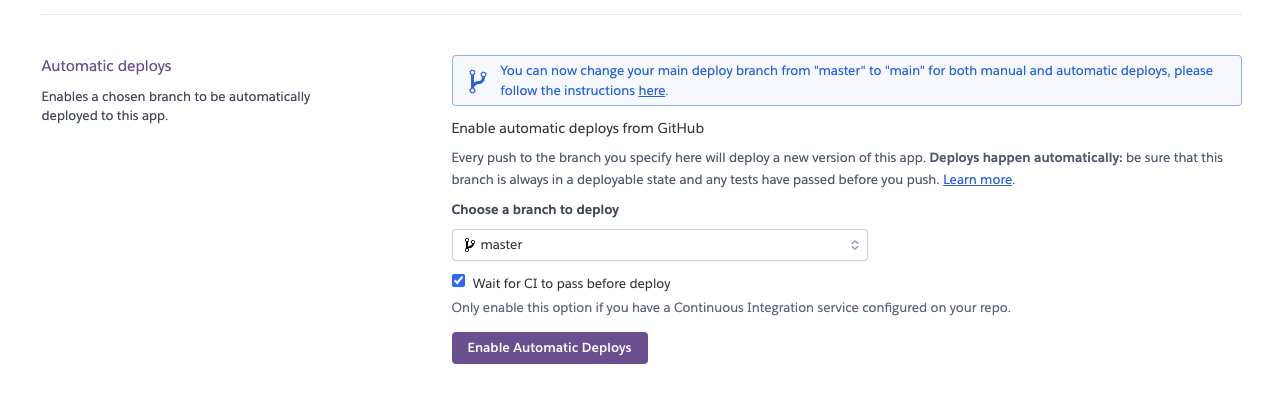 Automatic deploys
Enables a chosen branch to be automatically
deployed to this app.
You can now change your main deploy branch from "master" to "main" for both manual and automatic deploys, please
follow the instructions here.
Enable automatic deploys from GitHub
Every push to the branch you specify here will deploy a new version of this app. Deploys happen automatically: be sure that this
branch is always in a deployable state and any tests have passed before you push. Learn more.
Choose a branch to deploy
master
Wait for CI to pass before deploy
Only enable this option if you have a Continuous Integration service configured on your repo.
Enable Automatic Deploys